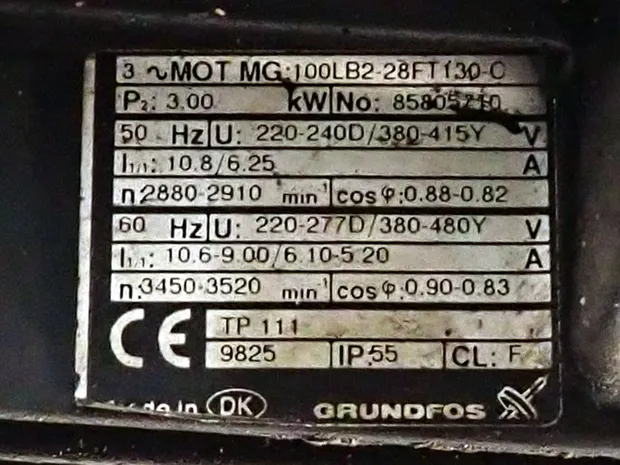 3 ~MOT MG:100LB2-28FT130-C
P₂: 3.00 kW No: 85805210
50 Hz U: 220-240D/380-415Y V
I₁/₁: 10.8/6.25 A
n:2880-2910 min⁻¹ cosφ:0.88-0.82
60 Hz U: 220-277D/380-480Y V
I₁/₁: 10.6-9.00/6.10-5.20 A
n:3450-3520 min⁻¹ cosφ:0.90-0.83
CE TP 111
9825 IP:55 CL: F
in DK GRUNDFOS